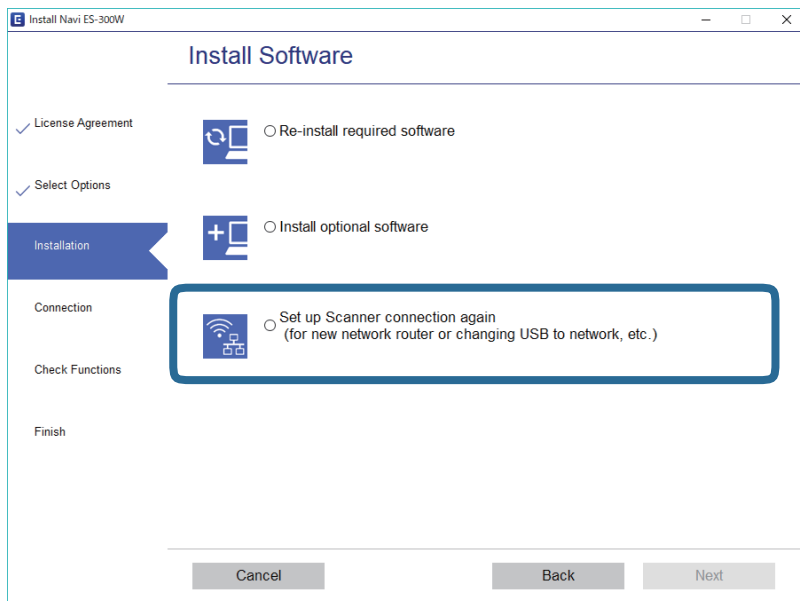 E Install Navi ES-300W
Install Software
License Agreement
Select Options
Installation
Connection
Check Functions
Finish
Re-install required software
Install optional software
Set up Scanner connection again
(for new network router or changing USB to network, etc.)
Cancel
Back
Next